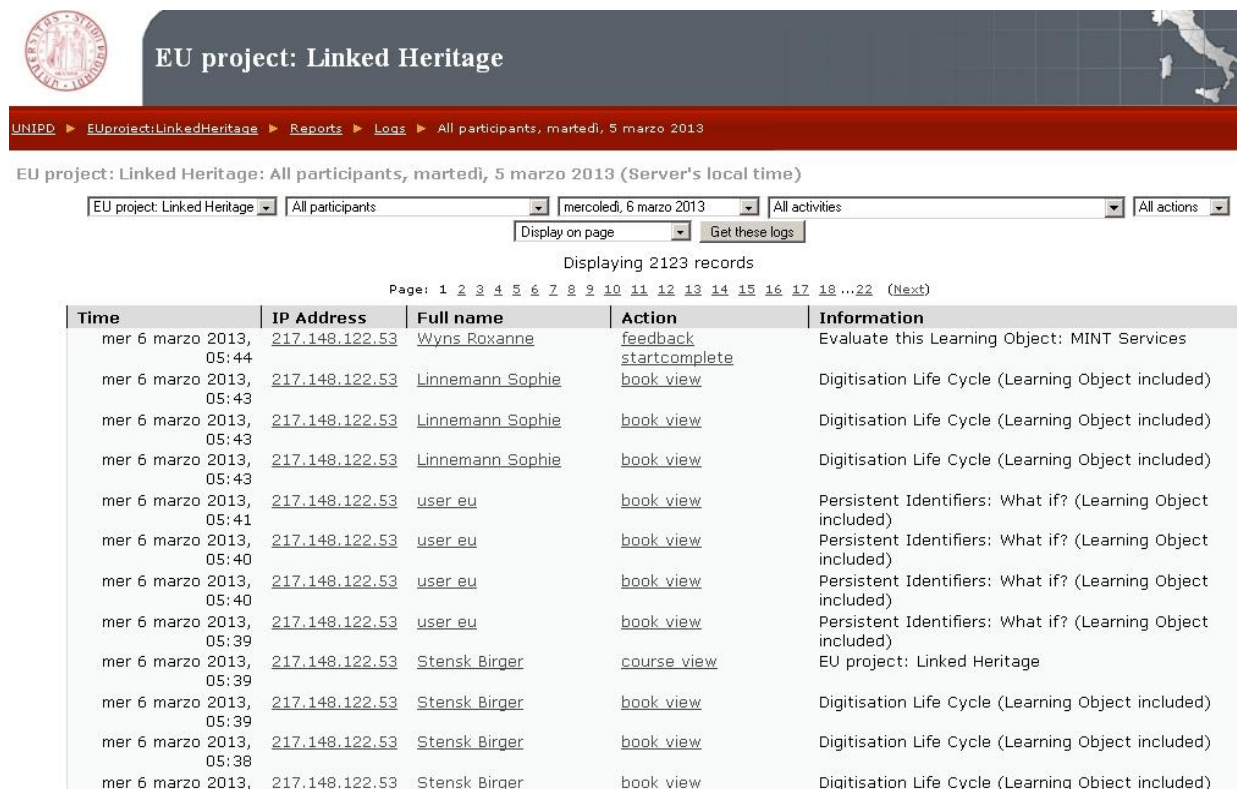 EU project: Linked Heritage
UNIPD ► EUproject:LinkedHeritage ► Reports ► Logs ► All participants, martedì, 5 marzo 2013
EU project: Linked Heritage: All participants, martedì, 5 marzo 2013 (Server's local time)
EU project: Linked Heritage All participants mercoledì, 6 marzo 2013 All activities All actions
Display on page Get these logs
Displaying 2123 records
Page: 1 2 3 4 5 6 7 8 9 10 11 12 13 14 15 16 17 18 ...22 (Next)
Time IP Address Full name Action Information
mer 6 marzo 2013, 217.148.122.53 Wyns Roxanne feedback Evaluate this Learning Object: MINT Services
05:44 startcomplete
mer 6 marzo 2013, 217.148.122.53 Linnemann Sophie book view Digitisation Life Cycle (Learning Object included)
05:43
mer 6 marzo 2013, 217.148.122.53 Linnemann Sophie book view Digitisation Life Cycle (Learning Object included)
05:43
mer 6 marzo 2013, 217.148.122.53 Linnemann Sophie book view Digitisation Life Cycle (Learning Object included)
05:43
mer 6 marzo 2013, 217.148.122.53 user eu book view Persistent Identifiers: What if? (Learning Object
05:41 included)
mer 6 marzo 2013, 217.148.122.53 user eu book view Persistent Identifiers: What if? (Learning Object
05:40 included)
mer 6 marzo 2013, 217.148.122.53 user eu book view Persistent Identifiers: What if? (Learning Object
05:40 included)
mer 6 marzo 2013, 217.148.122.53 user eu book view Persistent Identifiers: What if? (Learning Object
05:39 included)
mer 6 marzo 2013, 217.148.122.53 Stensk Birger course view EU project: Linked Heritage
05:39
mer 6 marzo 2013, 217.148.122.53 Stensk Birger book view Digitisation Life Cycle (Learning Object included)
05:39
mer 6 marzo 2013, 217.148.122.53 Stensk Birger book view Digitisation Life Cycle (Learning Object included)
05:38
mer 6 marzo 2013, 217.148.122.53 Stensk Birger book view Digitisation Life Cycle (Learning Object included)